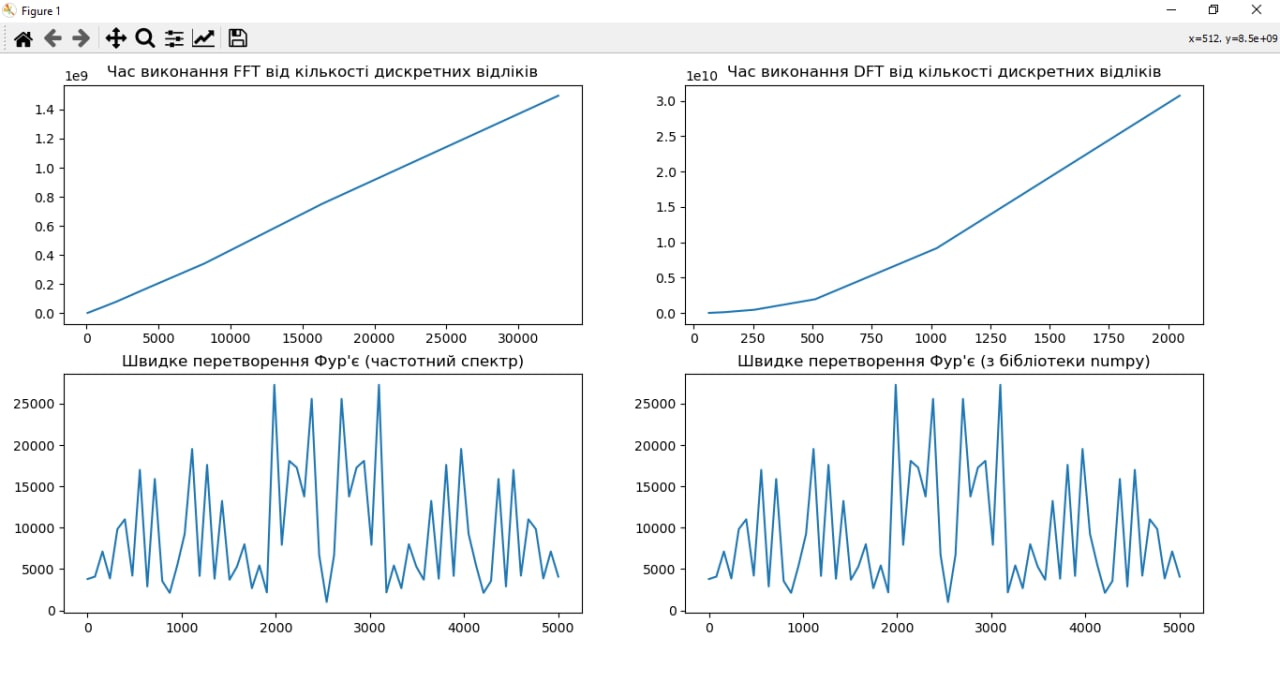 Figure 1
x=512. y=8.5e+09
1e9
Час виконання FFT від кількості дискретних відліків
1.4
1.2
1.0
0.8
0.6
0.4
0.2
0.0
0 5000 10000 15000 20000 25000 30000
1e10
Час виконання DFT від кількості дискретних відліків
3.0
2.5
2.0
1.5
1.0
0.5
0.0
0 250 500 750 1000 1250 1500 1750 2000
Швидке перетворення Фур'є (частотний спектр)
25000
20000
15000
10000
5000
0
0 1000 2000 3000 4000 5000
Швидке перетворення Фур'є (з бібліотеки numpy)
25000
20000
15000
10000
5000
0
0 1000 2000 3000 4000 5000